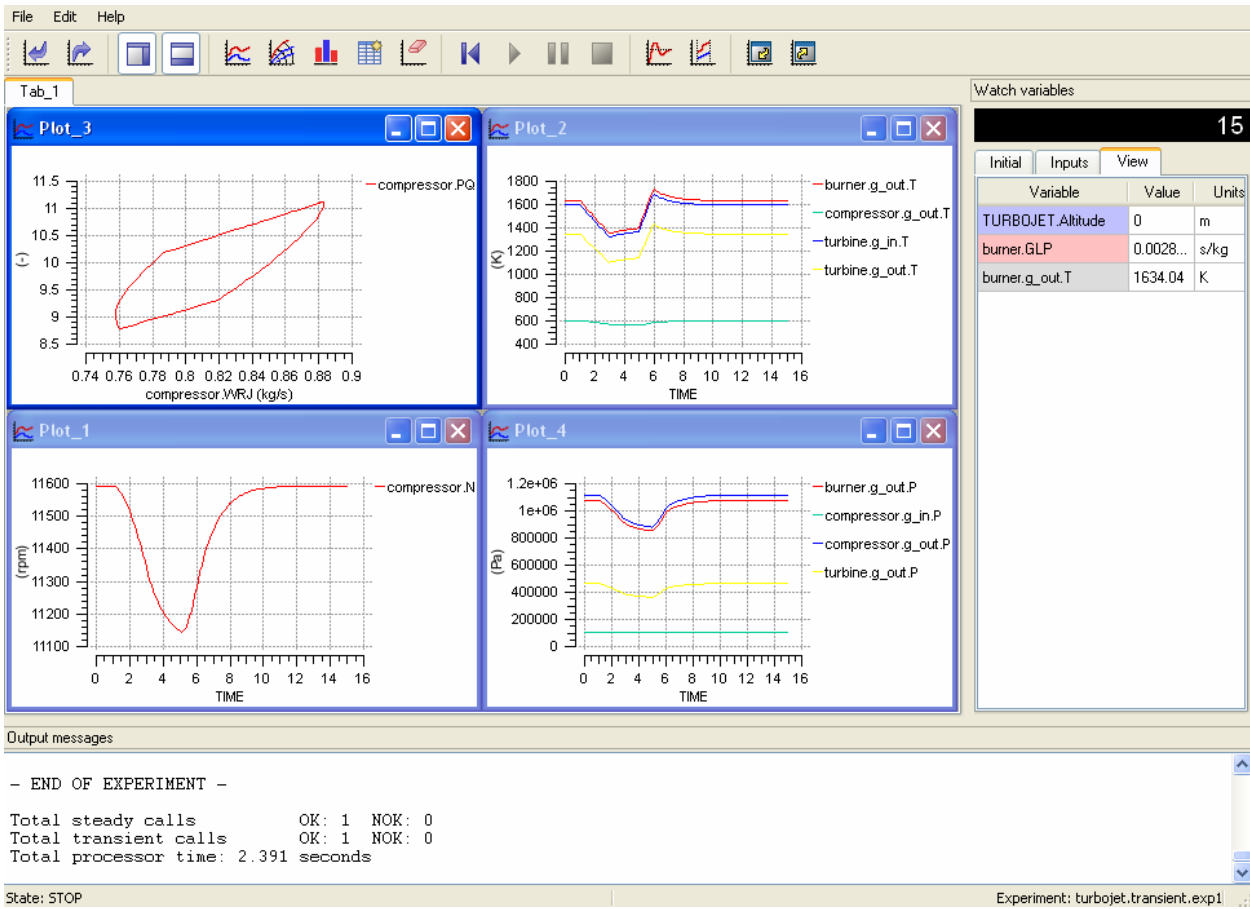 File Edit Help
Tab_1
Plot_3
11.5
11
10.5
10
9.5
9
8.5
(-)
0.74 0.76 0.78 0.8 0.82 0.84 0.86 0.88 0.9
compressor.WRJ (kg/s)
compressor.PQ
Plot_2
1800
1600
1400
1200
1000
800
600
400
(K)
0 2 4 6 8 10 12 14 16
TIME
burner.g_out.T
compressor.g_out.T
turbine.g_in.T
turbine.g_out.T
Plot_1
11600
11500
11400
11300
11200
11100
(rpm)
0 2 4 6 8 10 12 14 16
TIME
compressor.N
Plot_4
1.2e+06
1e+06
800000
600000
400000
200000
0
(Pa)
0 2 4 6 8 10 12 14 16
TIME
burner.g_out.P
compressor.g_in.P
compressor.g_out.P
turbine.g_out.P
Watch variables
15
Initial Inputs View
Variable Value Units
TURBOJET.Altitude 0 m
burner.GLP 0.0028... s/kg
burner.g_out.T 1634.04 K
Output messages
- END OF EXPERIMENT -
Total steady calls OK: 1 NOK: 0
Total transient calls OK: 1 NOK: 0
Total processor time: 2.391 seconds
State: STOP
Experiment: turbojet.transient.exp1